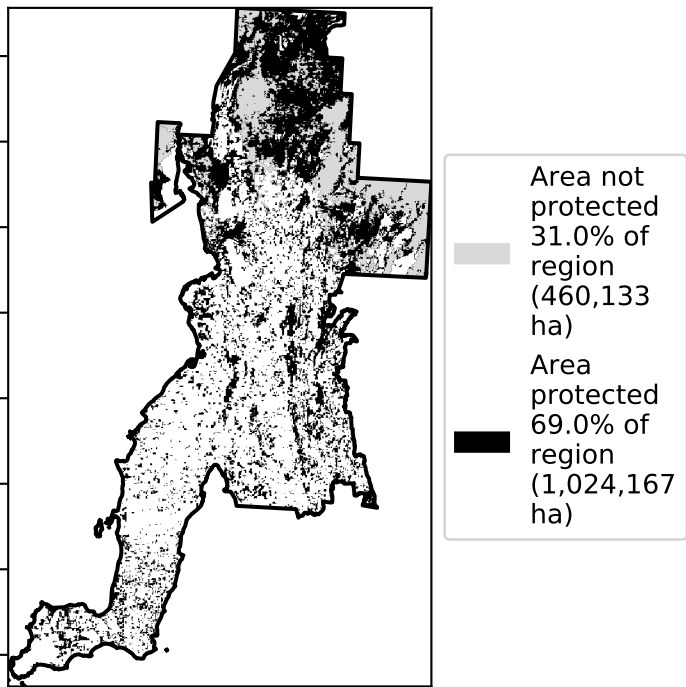 Area not
protected
31.0% of
region
(460,133
ha)
Area
protected
69.0% of
region
(1,024,167
ha)